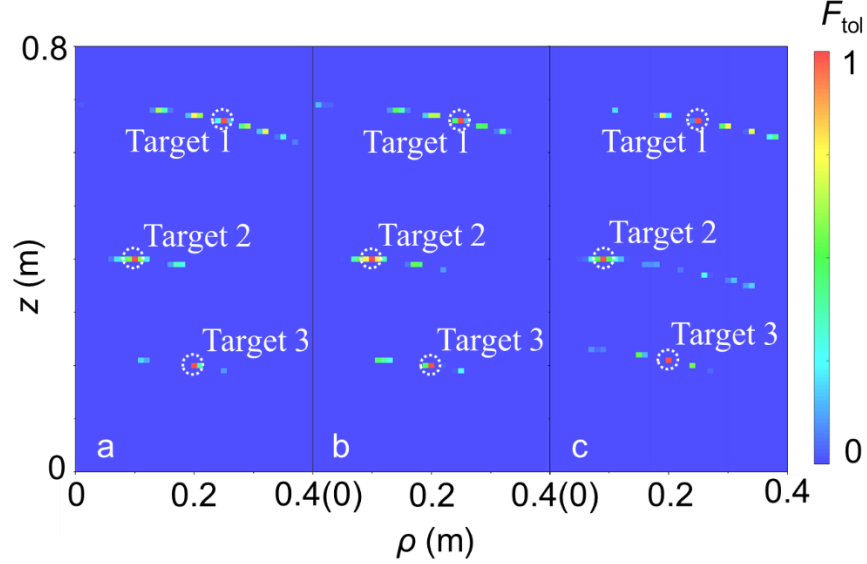 F_tol
0.8
1
Target 1
Target 1
Target 1
Target 2
Target 2
Target 2
z (m)
Target 3
Target 3
Target 3
a
b
c
0
0
0
0.2
0.4(0)
0.2
0.4(0)
0.2
0.4
ρ (m)